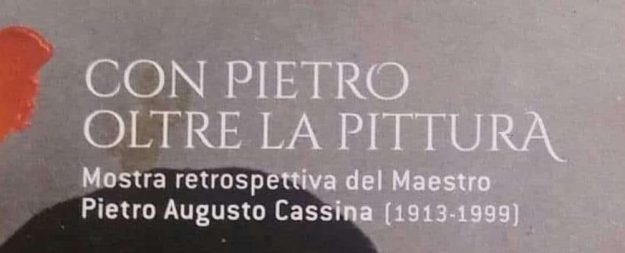 CON PIETRO
OLTRE LA PITTURA
Mostra retrospettiva del Maestro
Pietro Augusto Cassina (1913-1999)